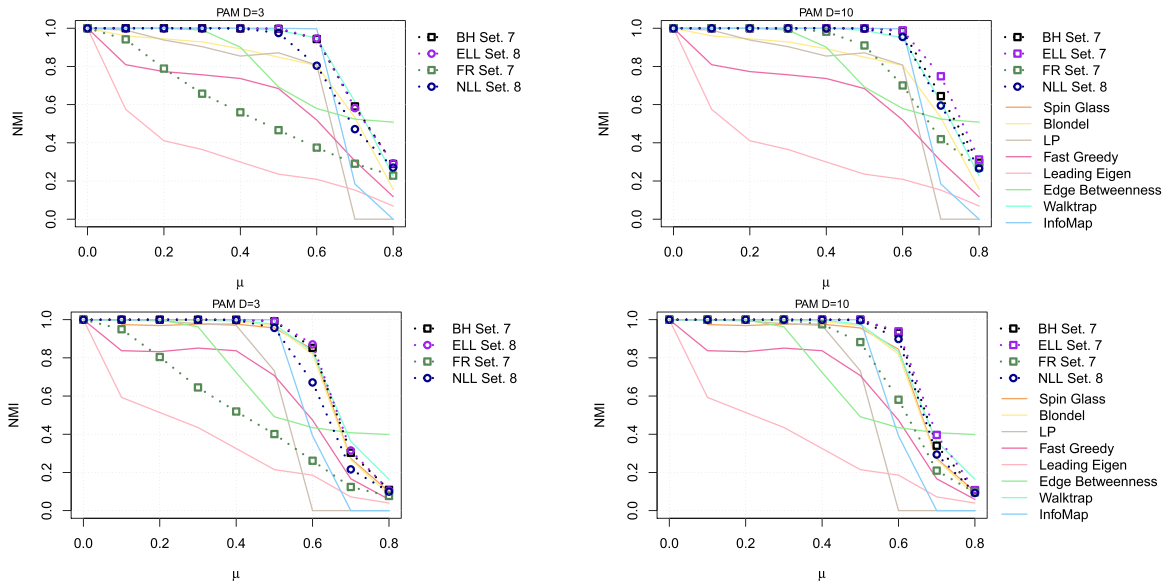 PAM D=3
NMI
1.0
0.8
0.6
0.4
0.2
0.0
0.0 0.2 0.4 0.6 0.8
μ
BH Set. 7
ELL Set. 8
FR Set. 7
NLL Set. 8
PAM D=10
NMI
1.0
0.8
0.6
0.4
0.2
0.0
0.0 0.2 0.4 0.6 0.8
μ
BH Set. 7
ELL Set. 7
FR Set. 7
NLL Set. 8
Spin Glass
Blondel
LP
Fast Greedy
Leading Eigen
Edge Betweenness
Walktrap
InfoMap
PAM D=3
NMI
1.0
0.8
0.6
0.4
0.2
0.0
0.0 0.2 0.4 0.6 0.8
μ
BH Set. 7
ELL Set. 8
FR Set. 7
NLL Set. 8
PAM D=10
NMI
1.0
0.8
0.6
0.4
0.2
0.0
0.0 0.2 0.4 0.6 0.8
μ
BH Set. 7
ELL Set. 7
FR Set. 7
NLL Set. 8
Spin Glass
Blondel
LP
Fast Greedy
Leading Eigen
Edge Betweenness
Walktrap
InfoMap